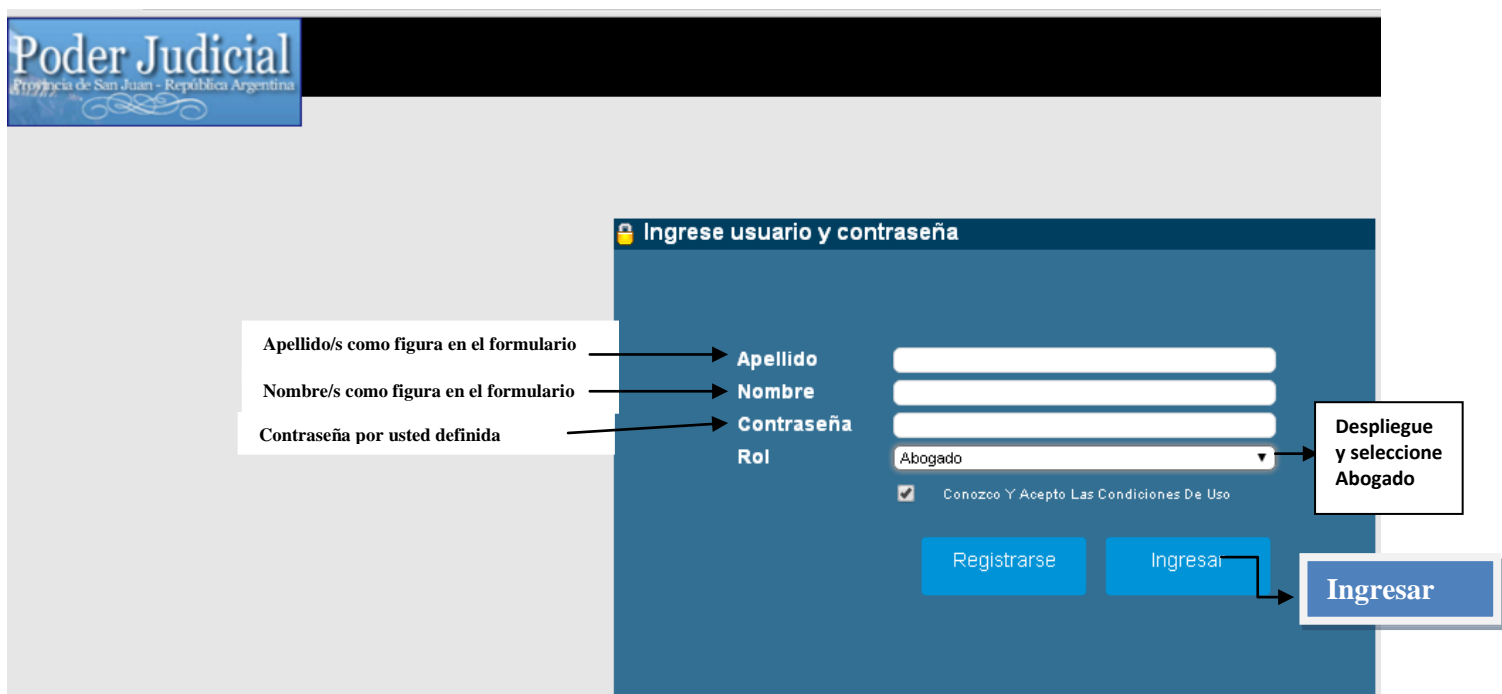 Poder Judicial
Provincia de San Juan - República Argentina
Ingrese usuario y contraseña
Apellido/s como figura en el formulario
Apellido
Nombre/s como figura en el formulario
Nombre
Contraseña por usted definida
Contraseña
Rol
Abogado
Despliegue
y seleccione
Abogado
Conozco Y Acepto Las Condiciones De Uso
Registrarse
Ingresar
Ingresar